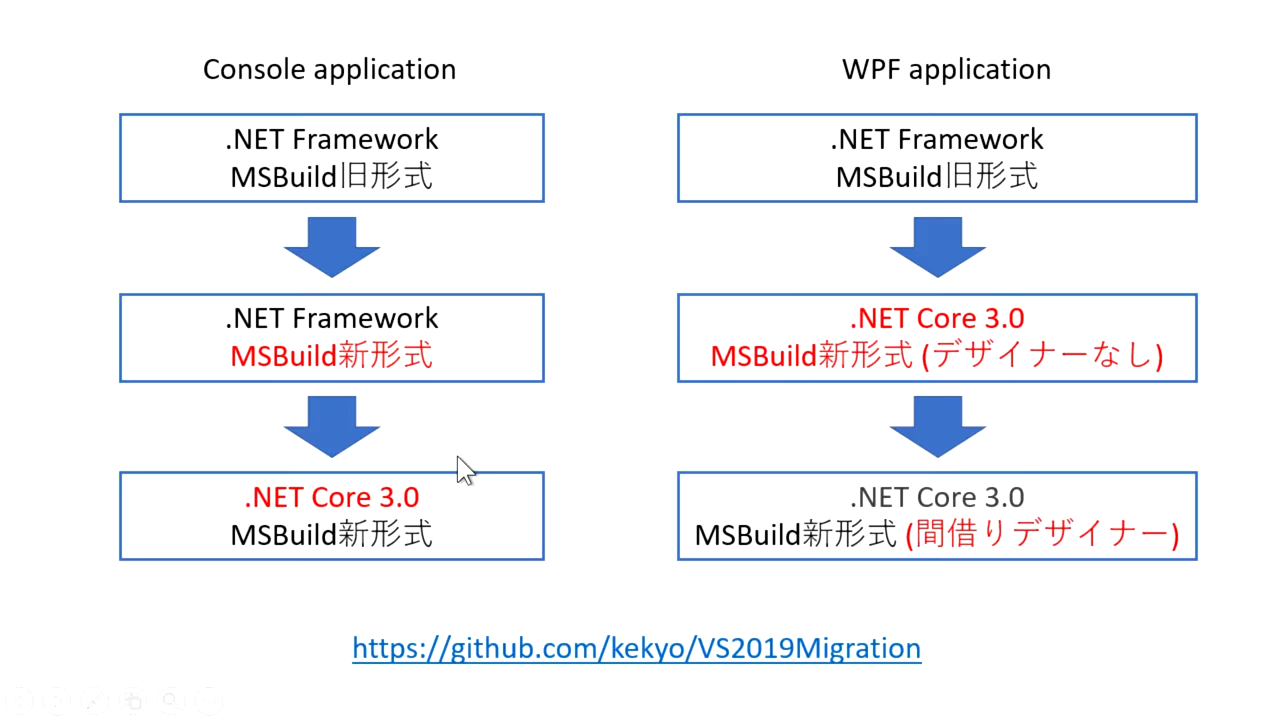 Console application
.NET Framework
MSBuild旧形式
.NET Framework
MSBuild新形式
.NET Core 3.0
MSBuild新形式
WPF application
.NET Framework
MSBuild旧形式
.NET Core 3.0
MSBuild新形式 (デザイナーなし)
.NET Core 3.0
MSBuild新形式 (間借りデザイナー)
https://github.com/kekyo/VS2019Migration